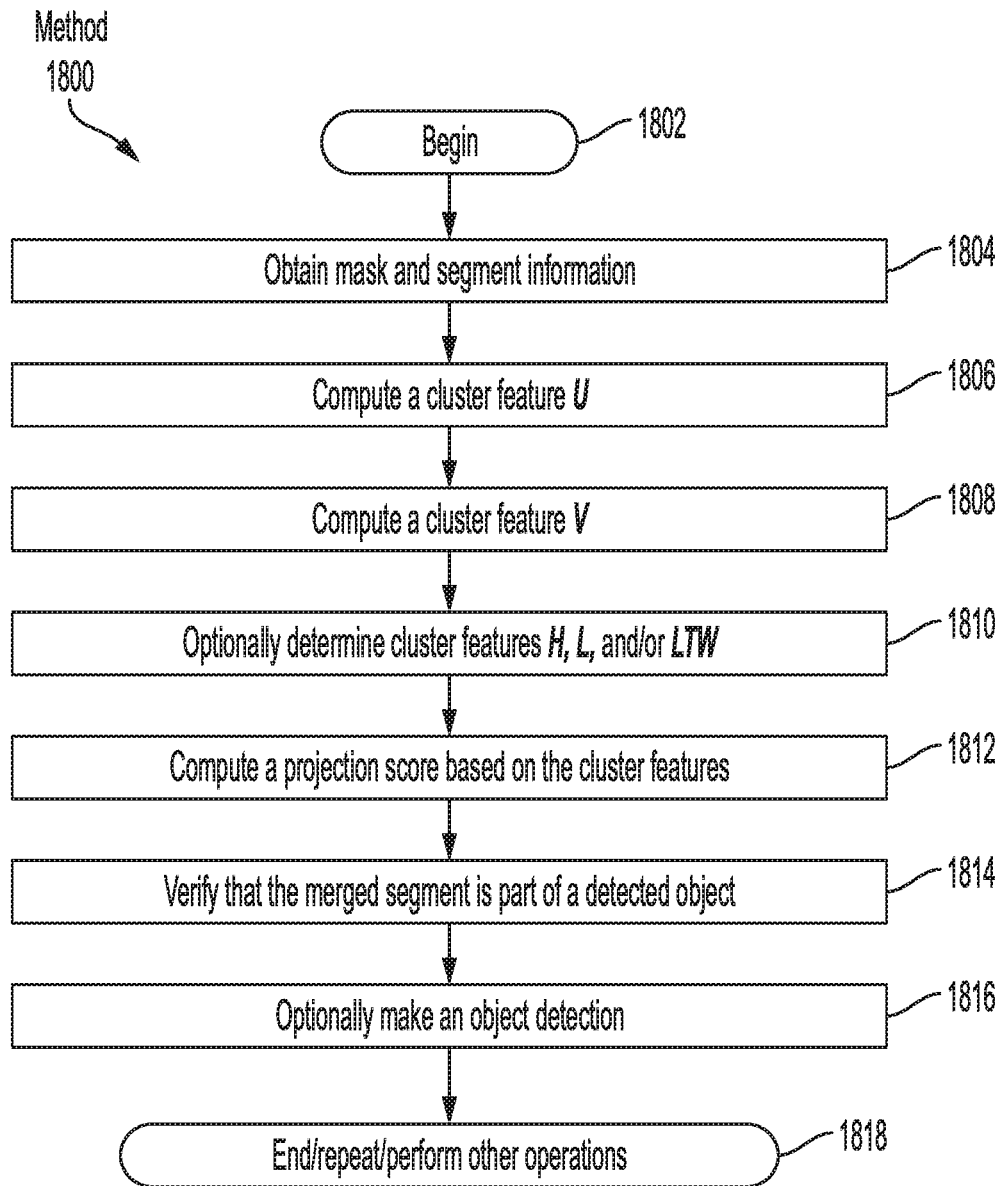 Method
1800
Begin
1802
Obtain mask and segment information
1804
Compute a cluster feature U
1806
Compute a cluster feature V
1808
Optionally determine cluster features H, L, and/or LTW
1810
Compute a projection score based on the cluster features
1812
Verify that the merged segment is part of a detected object
1814
Optionally make an object detection
1816
End/repeat/perform other operations
1818